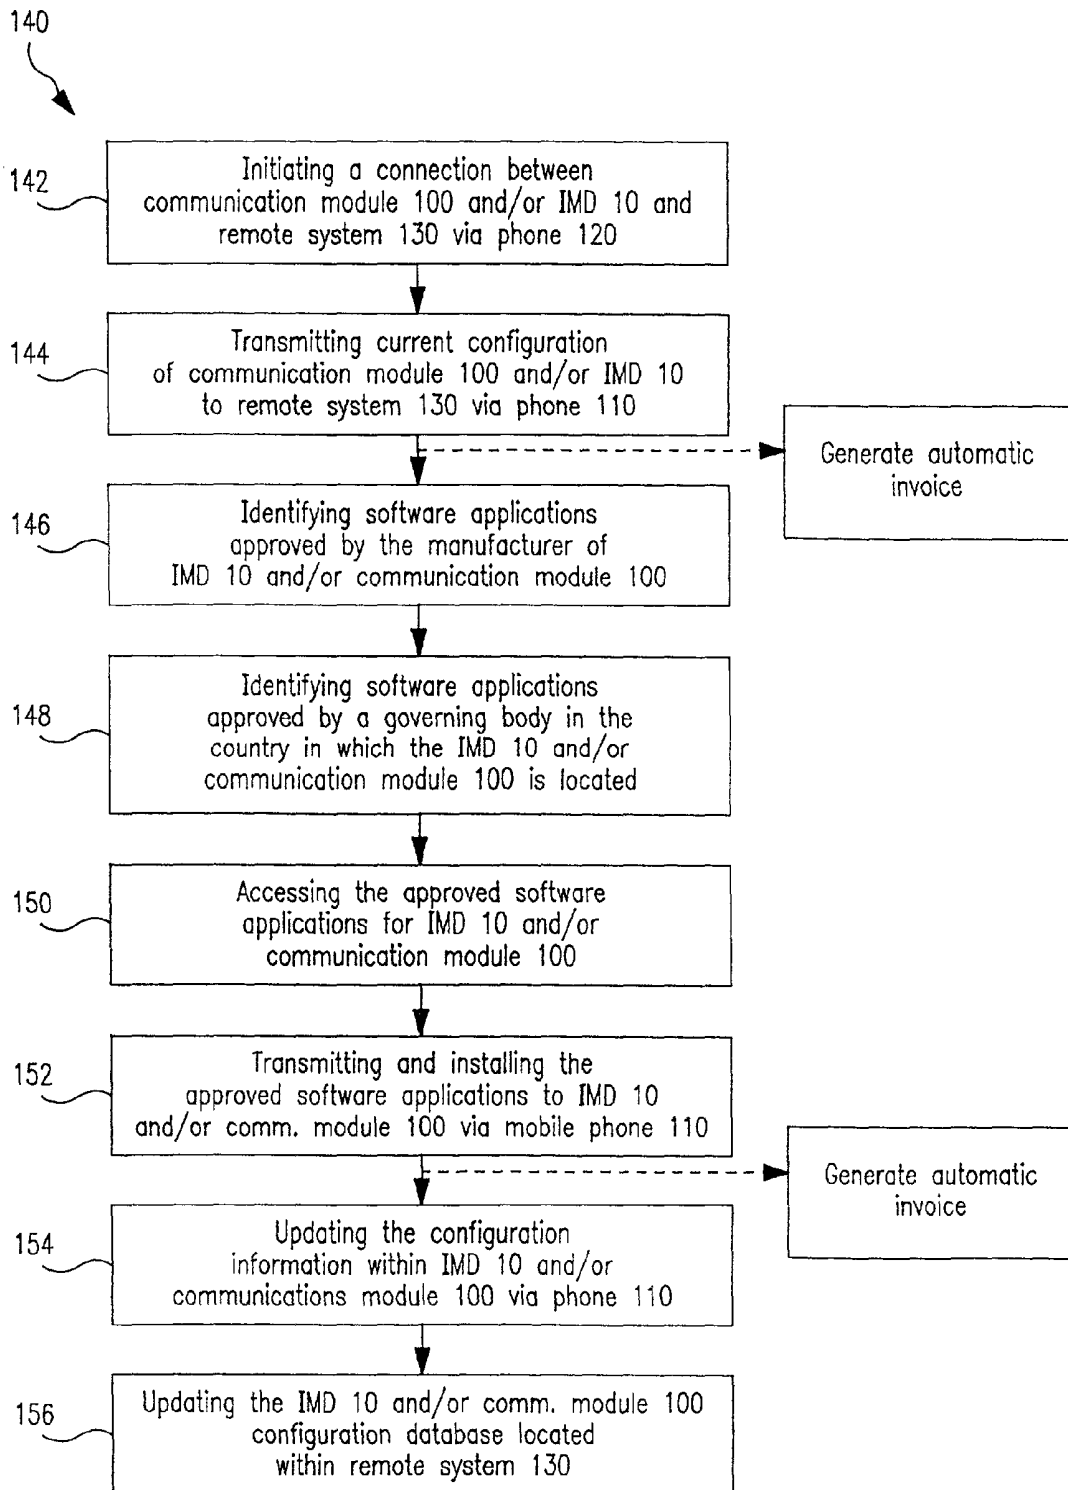 140
142
Initiating a connection between
communication module 100 and/or IMD 10 and
remote system 130 via phone 120
144
Transmitting current configuration
of communication module 100 and/or IMD 10
to remote system 130 via phone 110
Generate automatic
invoice
146
Identifying software applications
approved by the manufacturer of
IMD 10 and/or communication module 100
148
Identifying software applications
approved by a governing body in the
country in which the IMD 10 and/or
communication module 100 is located
150
Accessing the approved software
applications for IMD 10 and/or
communication module 100
152
Transmitting and installing the
approved software applications to IMD 10
and/or comm. module 100 via mobile phone 110
Generate automatic
invoice
154
Updating the configuration
information within IMD 10 and/or
communications module 100 via phone 110
156
Updating the IMD 10 and/or comm. module 100
configuration database located
within remote system 130